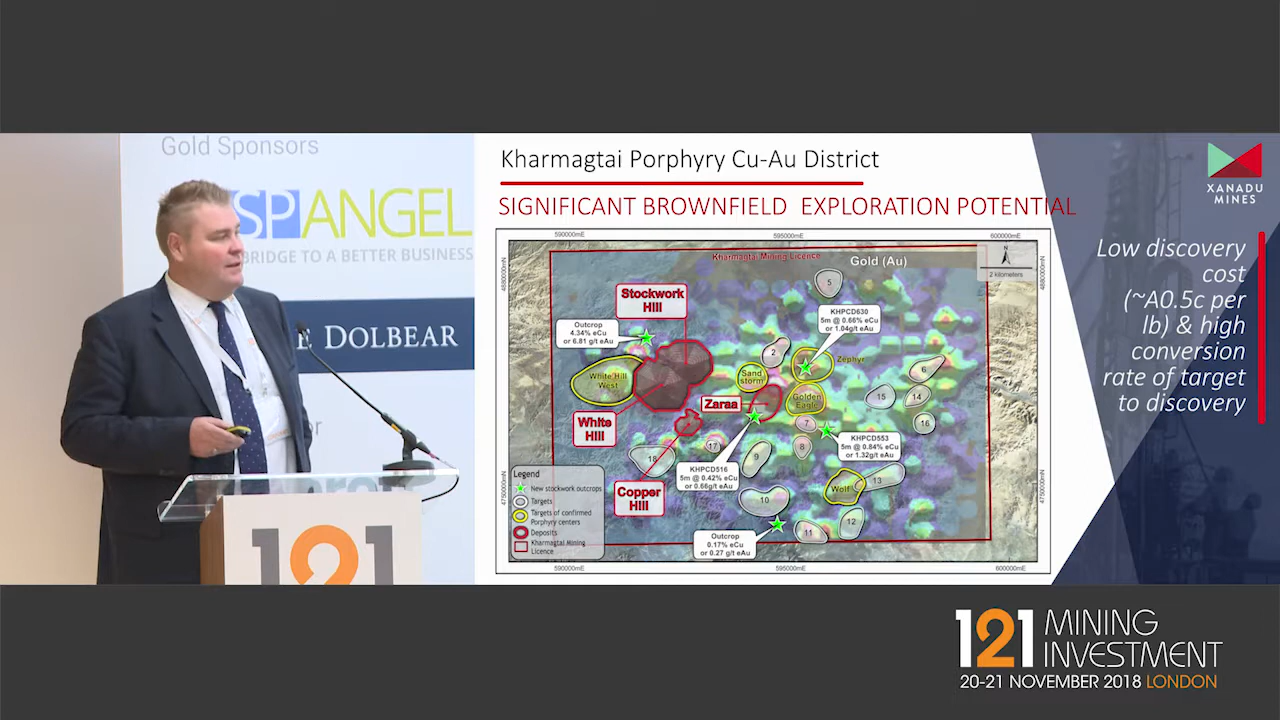 Gold Sponsors
SP ANGEL
BRIDGE TO A BETTER BUSINESS
E DOLBEAR
or
121
Kharmagtai Porphyry Cu-Au District
SIGNIFICANT BROWNFIELD EXPLORATION POTENTIAL
XANADU
MINES
Low discovery
cost
(~A0.5c per
lb) & high
conversion
rate of target
to discovery
590000mE
595000mE
600000mE
4880000mN
4880000mN
Kharmagtai Mining Licence
Gold (Au)
N
2 kilometers
Stockwork
Hill
Outcrop
4.34% eCu
or 6.81 g/t eAu
White Hill
West
White
Hill
Copper
Hill
Zaraa
Sand
storm
Zephyr
Golden
Eagle
Wolf
KHPCD630
5m @ 0.66% eCu
or 1.04g/t eAu
KHPCD553
5m @ 0.84% eCu
or 1.32g/t eAu
KHPCD516
5m @ 0.42% eCu
or 0.66g/t eAu
Outcrop
0.17% eCu
or 0.27 g/t eAu
5
2
6
15
14
16
7
8
17
18
9
10
13
12
11
Legend
New stockwork outcrops
Targets
Targets of confirmed
Porphyry centers
Deposits
Kharmagtai Mining
Licence
4750000mN
4750000mN
590000mE
595000mE
600000mE
121 MINING
INVESTMENT
20-21 NOVEMBER 2018 LONDON